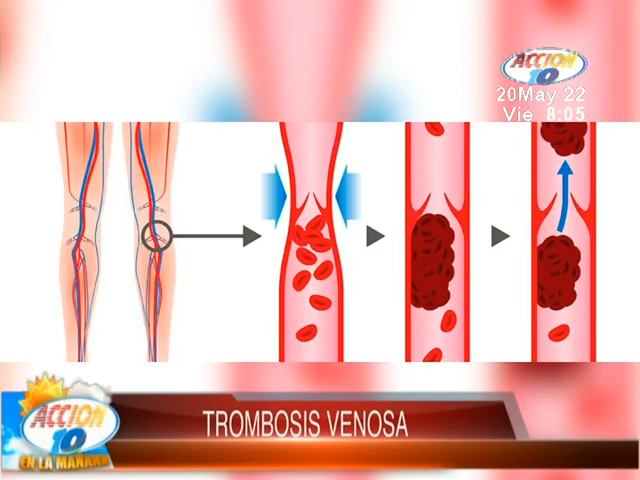 ACCION
10
20May 22
Vie 8:05
TROMBOSIS VENOSA
ACCION
10
EN LA MAÑANA